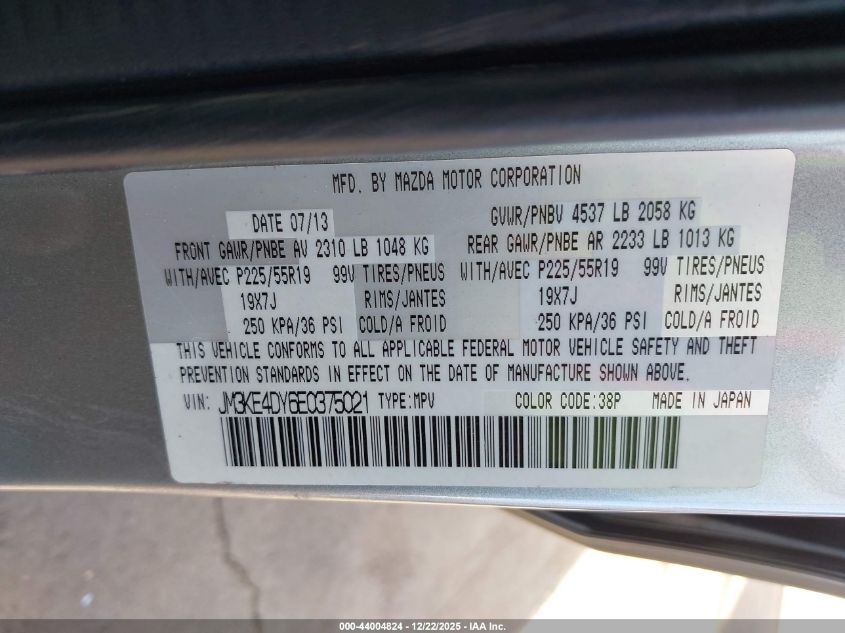 MFD. BY MAZDA MOTOR CORPORATION
DATE 07/13 GVWR/PNBV 4537 LB 2058 KG
FRONT GAWR/PNBE AV 2310 LB 1048 KG REAR GAWR/PNBE AR 2233 LB 1013 KG
WITH/AVEC P225/55R19 99V TIRES/PNEUS WITH/AVEC P225/55R19 99V TIRES/PNEUS
19X7J RIMS/JANTES 19X7J RIMS/JANTES
250 KPA/36 PSI COLD/A FROID 250 KPA/36 PSI COLD/A FROID
THIS VEHICLE CONFORMS TO ALL APPLICABLE FEDERAL MOTOR VEHICLE SAFETY AND THEFT
PREVENTION STANDARDS IN EFFECT ON THE DATE OF MANUFACTURE SHOWN ABOVE.
VIN: JM3KE4DY6E0375021 TYPE:MPV COLOR CODE:38P MADE IN JAPAN
000-44004824 - 12/22/2025 - IAA Inc.